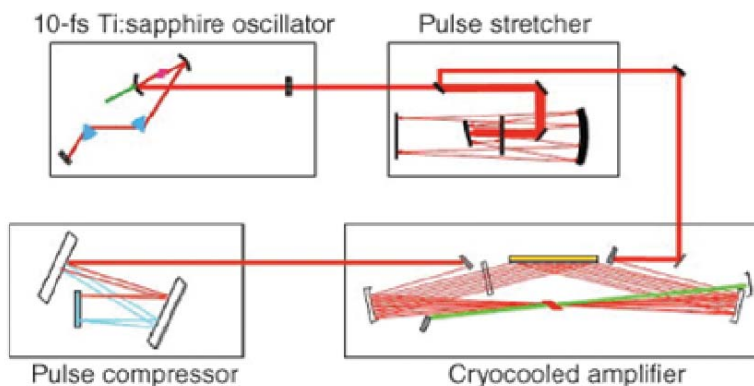 10-fs Ti:sapphire oscillator
Pulse stretcher
Pulse compressor
Cryocooled amplifier